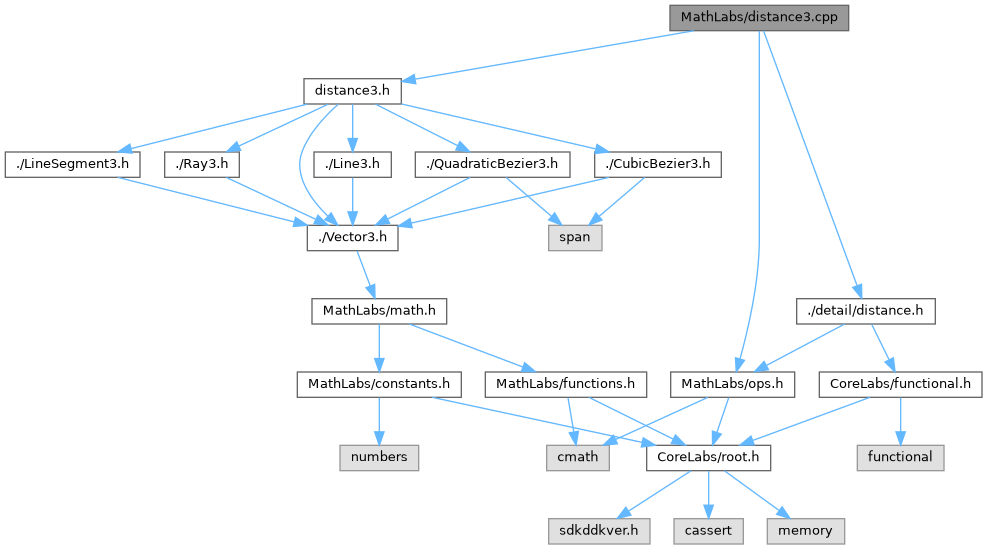 MathLabs/distance3.cpp
distance3.h
./LineSegment3.h
./Ray3.h
./Line3.h
./QuadraticBezier3.h
./CubicBezier3.h
./Vector3.h
span
MathLabs/math.h
./detail/distance.h
MathLabs/constants.h
MathLabs/functions.h
MathLabs/ops.h
CoreLabs/functional.h
numbers
cmath
CoreLabs/root.h
functional
sdkddkver.h
cassert
memory